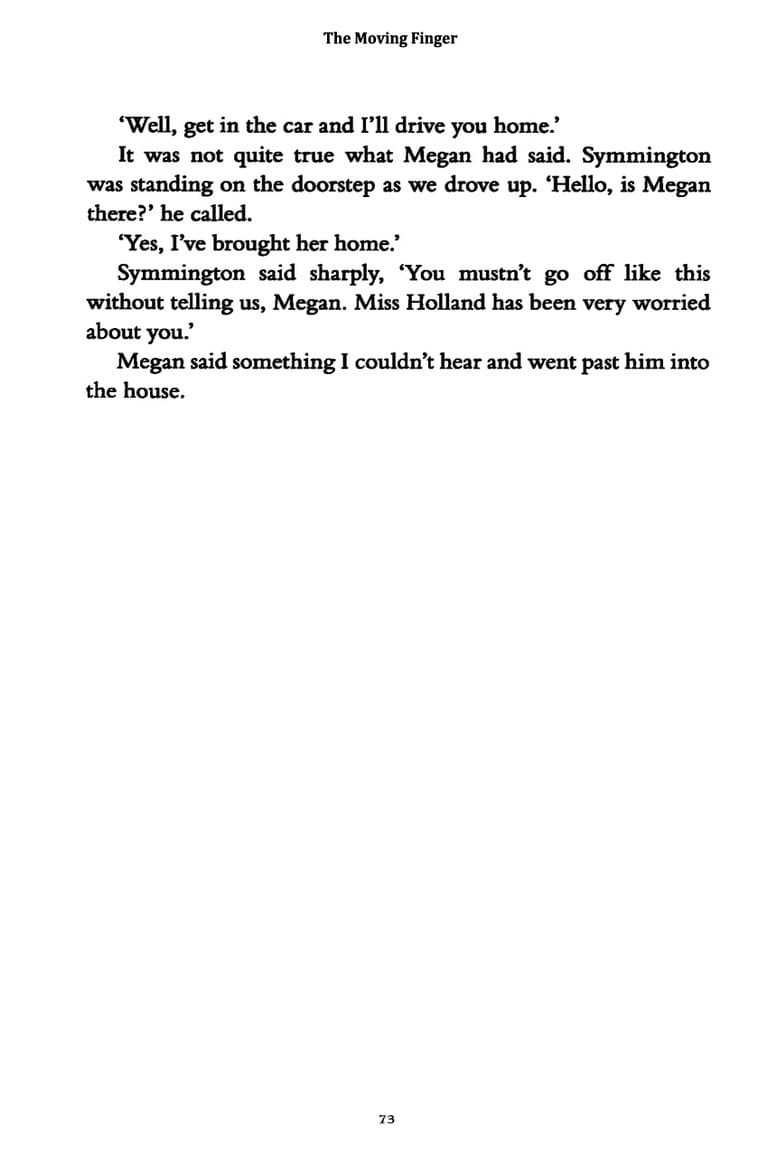 The Moving Finger
‘Well, get in the car and I’ll drive you home.’
It was not quite true what Megan had said. Symmington
was standing on the doorstep as we drove up. ‘Hello, is Megan
there?’ he called.
‘Yes, I’ve brought her home.’
Symmington said sharply, ‘You mustn’t go off like this
without telling us, Megan. Miss Holland has been very worried
about you.’
Megan said something I couldn’t hear and went past him into
the house.
73